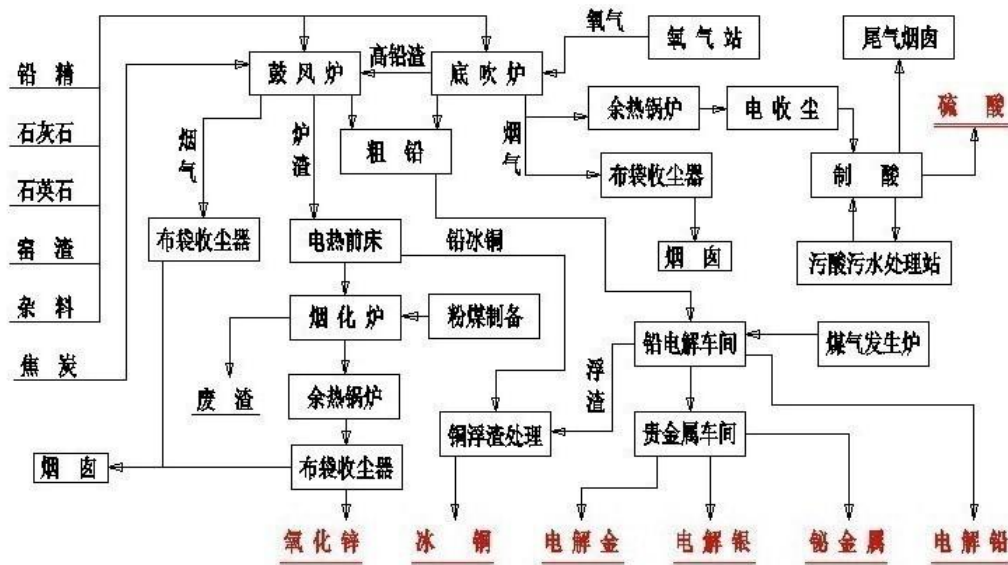 氧气
氧气站
尾气烟囱
高铅渣
鼓风炉
底吹炉
铅精
余热锅炉
电收尘
硫酸
石灰石
烟气
炉渣
粗铅
烟气
石英石
布袋收尘器
制酸
窑渣
布袋收尘器
电热前床
铅冰铜
烟囱
污酸污水处理站
杂料
烟化炉
粉煤制备
铅电解车间
煤气发生炉
焦炭
浮渣
废渣
余热锅炉
铜浮渣处理
贵金属车间
烟囱
布袋收尘器
氧化锌
冰铜
电解金
电解银
铋金属
电解铅